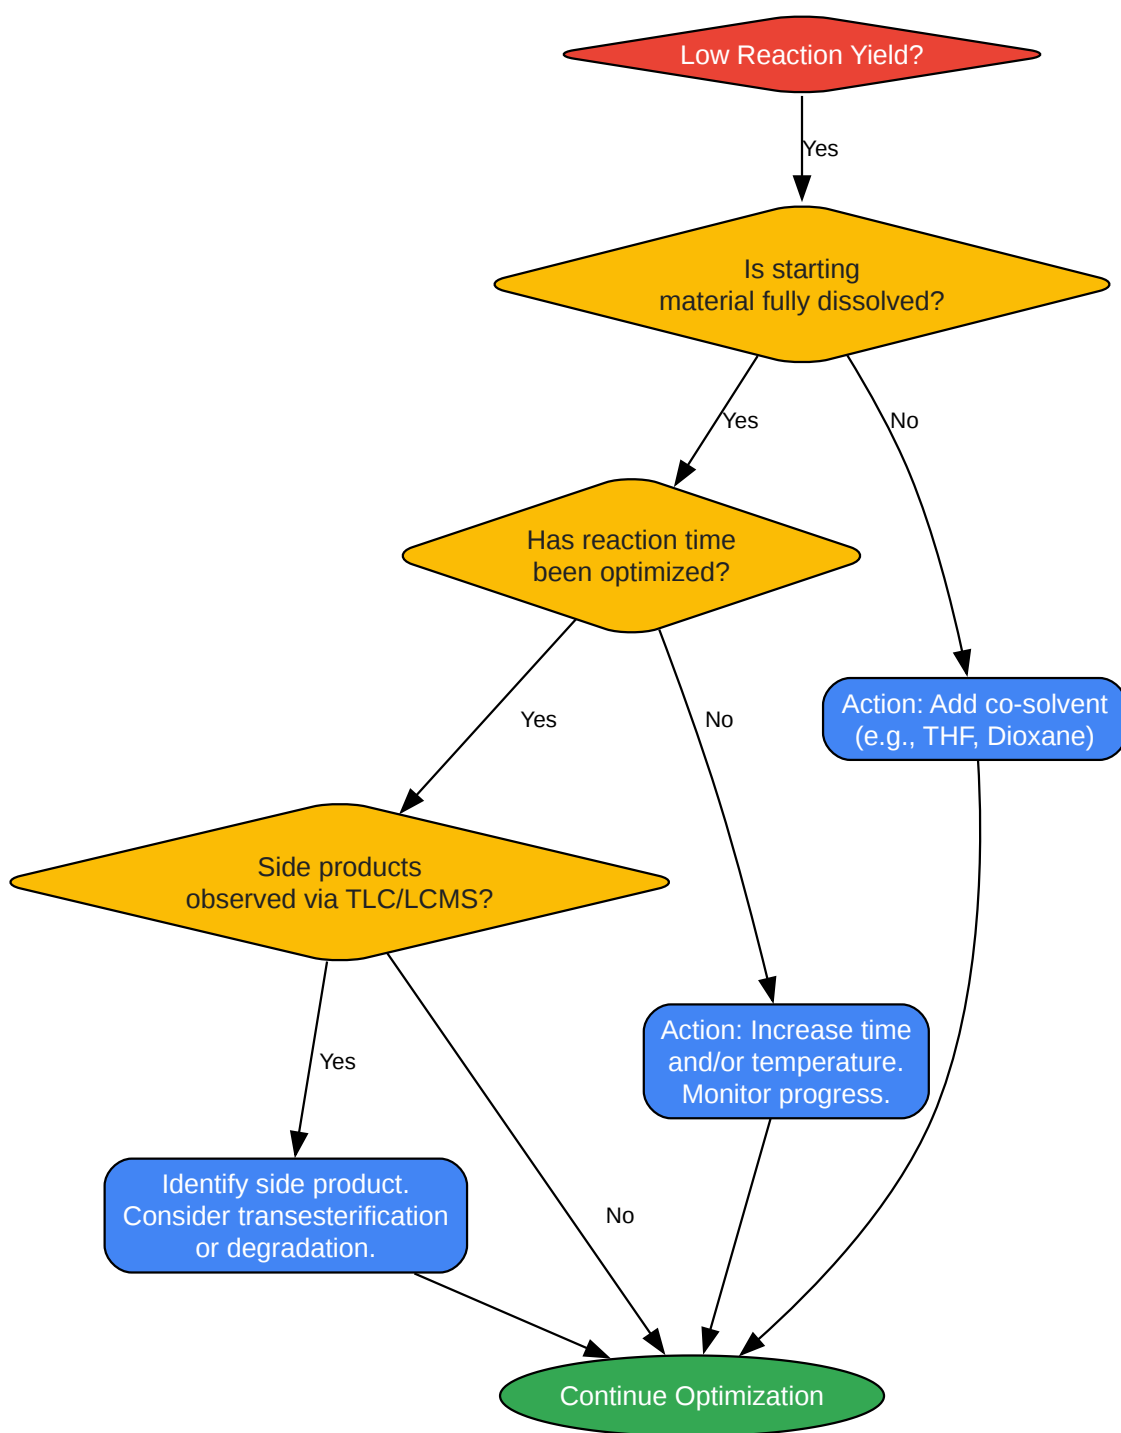 Low Reaction Yield?
Yes
Is starting
material fully dissolved?
Yes
No
Has reaction time
been optimized?
Action: Add co-solvent
(e.g., THF, Dioxane)
Yes
No
Side products
observed via TLC/LCMS?
Action: Increase time
and/or temperature.
Monitor progress.
Yes
Identify side product.
Consider transesterification
or degradation.
No
Continue Optimization